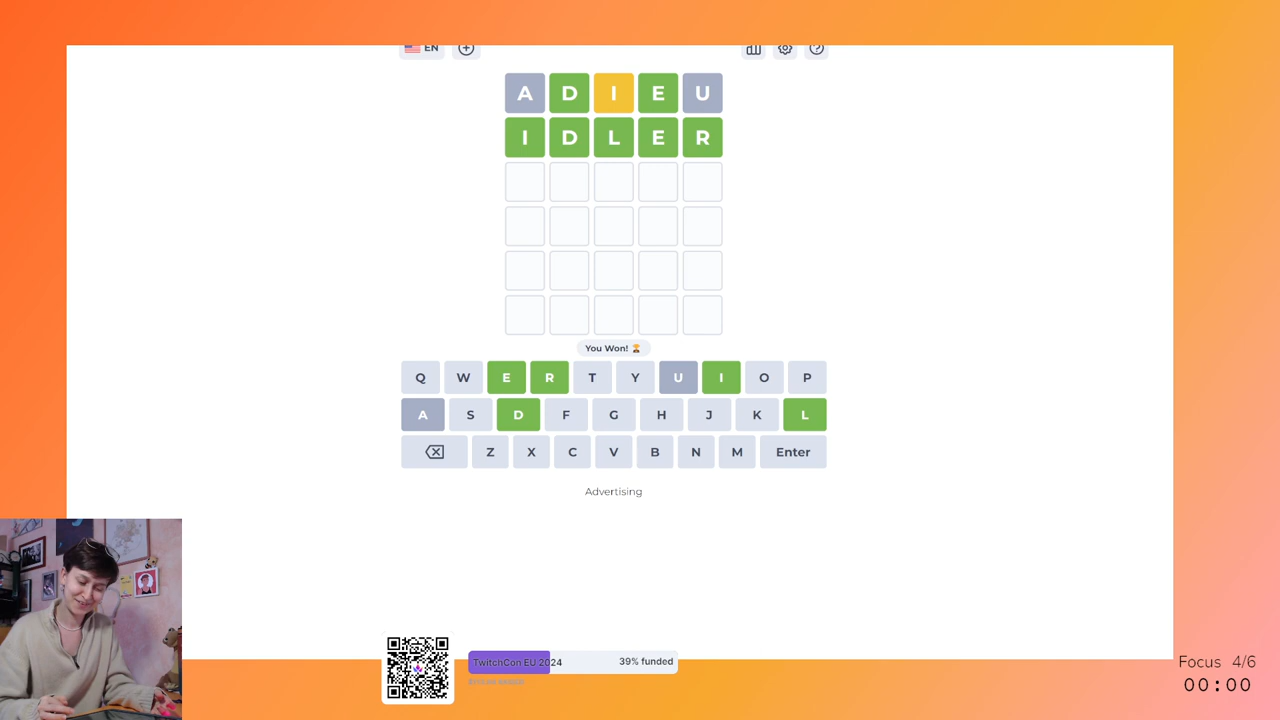 EN
A D I E U
I D L E R
You Won!
Q W E R T Y U I O P
A S D F G H J K L
Z X C V B N M Enter
Advertising
TwitchCon EU 2024 39% funded
Focus 4/6
00:00